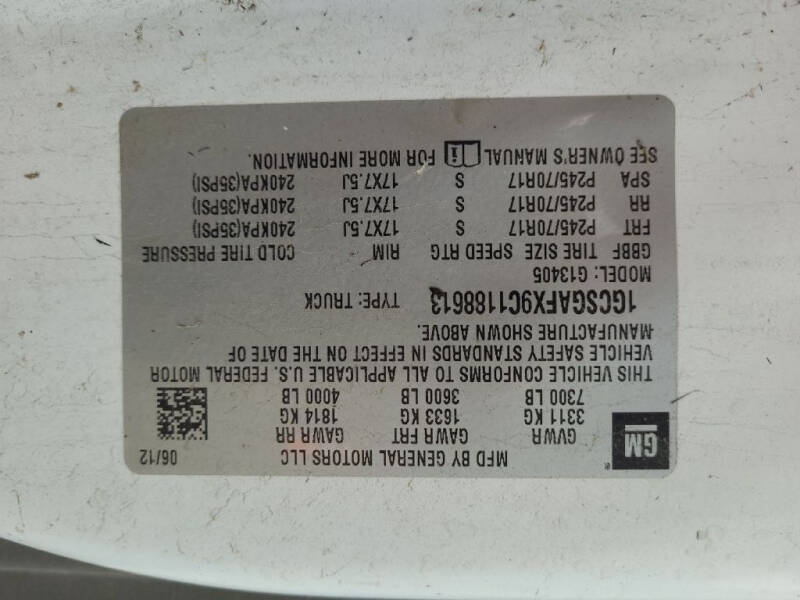 GM
MFD BY GENERAL MOTORS LLC 06/12
GVWR GAWR FRT GAWR RR
3311 KG 1633 KG 1814 KG
7300 LB 3600 LB 4000 LB
THIS VEHICLE CONFORMS TO ALL APPLICABLE U.S. FEDERAL MOTOR
VEHICLE SAFETY STANDARDS IN EFFECT ON THE DATE OF
MANUFACTURE SHOWN ABOVE.
1GCSGAFX9C1188613 TYPE: TRUCK
MODEL: G13405
GBBF TIRE SIZE SPEED RTG RIM COLD TIRE PRESSURE
FRT P245/70R17 S 17X7.5J 240KPA(35PSI)
RR P245/70R17 S 17X7.5J 240KPA(35PSI)
SPA P245/70R17 S 17X7.5J 240KPA(35PSI)
SEE OWNER'S MANUAL i FOR MORE INFORMATION.